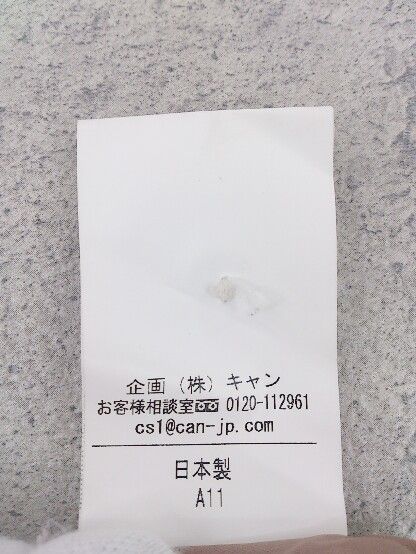 企画（株）キャン
お客様相談室 0120-112961
cs1@can-jp.com
日本製
A11